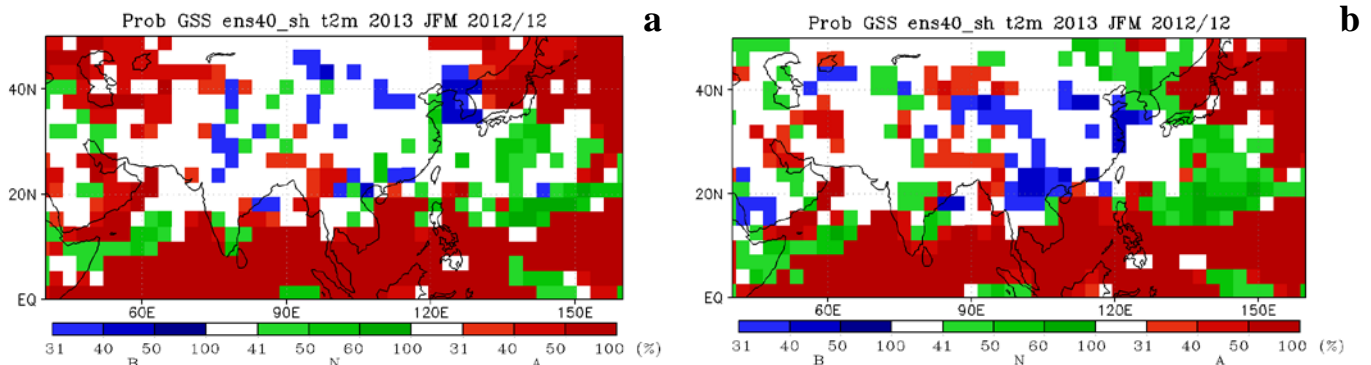 Prob GSS ens40_sh t2m 2013 JFM 2012/12 a
40N
20N
EQ
60E 90E 120E 150E
31 40 50 100 41 50 60 100 31 40 50 100 (%)
B N A
Prob GSS ens40_sh t2m 2013 JFM 2012/12 b
40N
20N
EQ
60E 90E 120E 150E
31 40 50 100 41 50 60 100 31 40 50 100 (%)
B N A